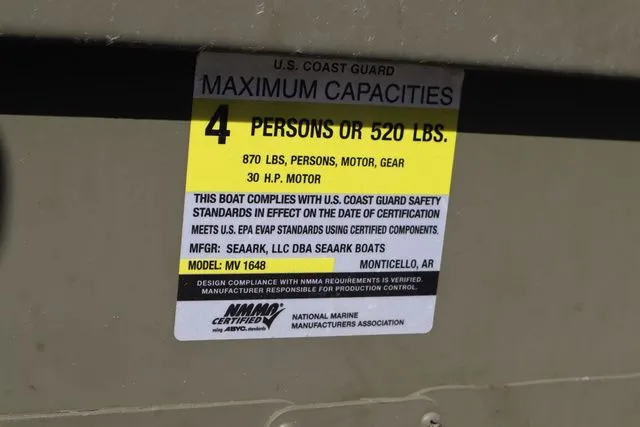 U.S. COAST GUARD
MAXIMUM CAPACITIES
4 PERSONS OR 520 LBS.
870 LBS, PERSONS, MOTOR, GEAR
30 H.P. MOTOR
THIS BOAT COMPLIES WITH U.S. COAST GUARD SAFETY
STANDARDS IN EFFECT ON THE DATE OF CERTIFICATION
MEETS U.S. EPA EVAP STANDARDS USING CERTIFIED COMPONENTS.
MFGR: SEAARK, LLC DBA SEAARK BOATS
MODEL: MV 1648 MONTICELLO, AR
DESIGN COMPLIANCE WITH NMMA REQUIREMENTS IS VERIFIED.
MANUFACTURER RESPONSIBLE FOR PRODUCTION CONTROL.
NMMA®
CERTIFIED
using ABYC. standards
NATIONAL MARINE
MANUFACTURERS ASSOCIATION